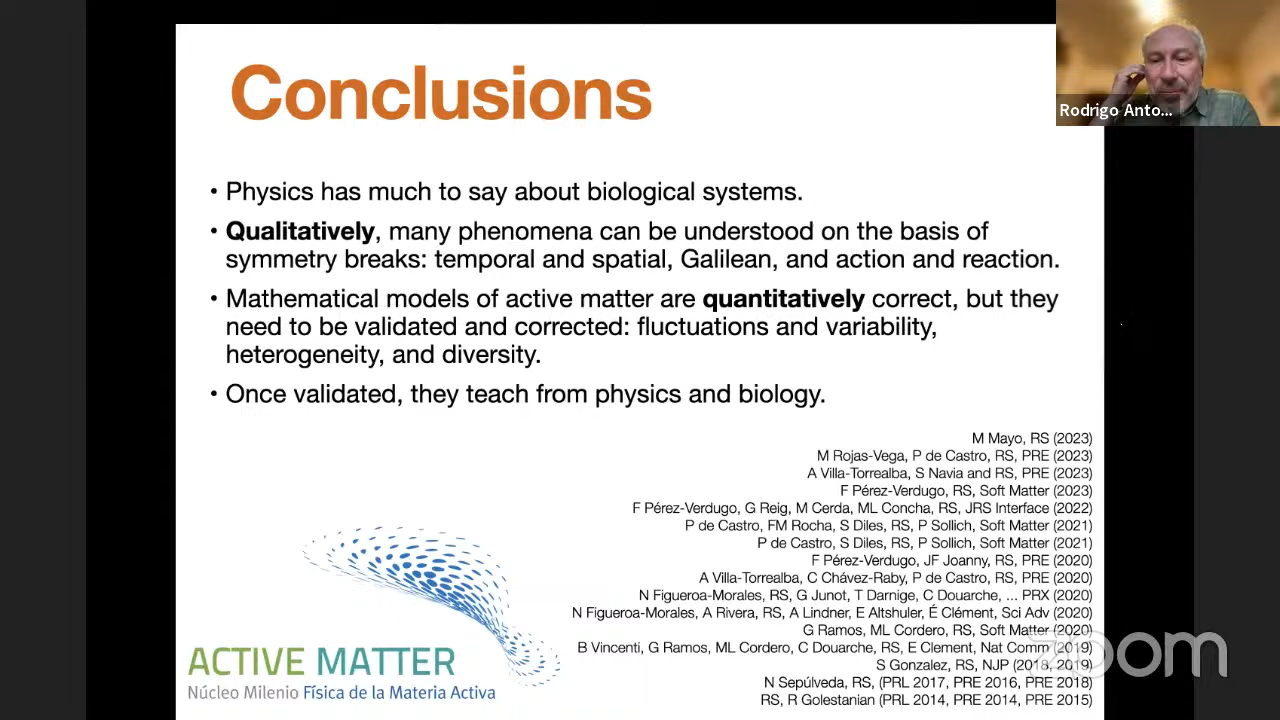 Conclusions
Rodrigo Anto...
• Physics has much to say about biological systems.
• Qualitatively, many phenomena can be understood on the basis of
symmetry breaks: temporal and spatial, Galilean, and action and reaction.
• Mathematical models of active matter are quantitatively correct, but they
need to be validated and corrected: fluctuations and variability,
heterogeneity, and diversity.
• Once validated, they teach from physics and biology.
M Mayo, RS (2023)
M Rojas-Vega, P de Castro, RS, PRE (2023)
A Villa-Torrealba, S Navia and RS, PRE (2023)
F Pérez-Verdugo, RS, Soft Matter (2023)
F Pérez-Verdugo, G Reig, M Cerda, ML Concha, RS, JRS Interface (2022)
P de Castro, FM Rocha, S Diles, RS, P Sollich, Soft Matter (2021)
P de Castro, S Diles, RS, P Sollich, Soft Matter (2021)
F Pérez-Verdugo, JF Joanny, RS, PRE (2020)
A Villa-Torrealba, C Chávez-Raby, P de Castro, RS, PRE (2020)
N Figueroa-Morales, RS, G Junot, T Darnige, C Douarche, ... PRX (2020)
N Figueroa-Morales, A Rivera, RS, A Lindner, E Altshuler, É Clément, Sci Adv (2020)
G Ramos, ML Cordero, RS, Soft Matter (2020)
B Vincenti, G Ramos, ML Cordero, C Douarche, RS, E Clement, Nat Comm (2019)
S Gonzalez, RS, NJP (2018, 2019)
N Sepúlveda, RS, (PRL 2017, PRE 2016, PRE 2018)
RS, R Golestanian (PRL 2014, PRE 2014, PRE 2015)
ACTIVE MATTER
Núcleo Milenio Física de la Materia Activa
zoom